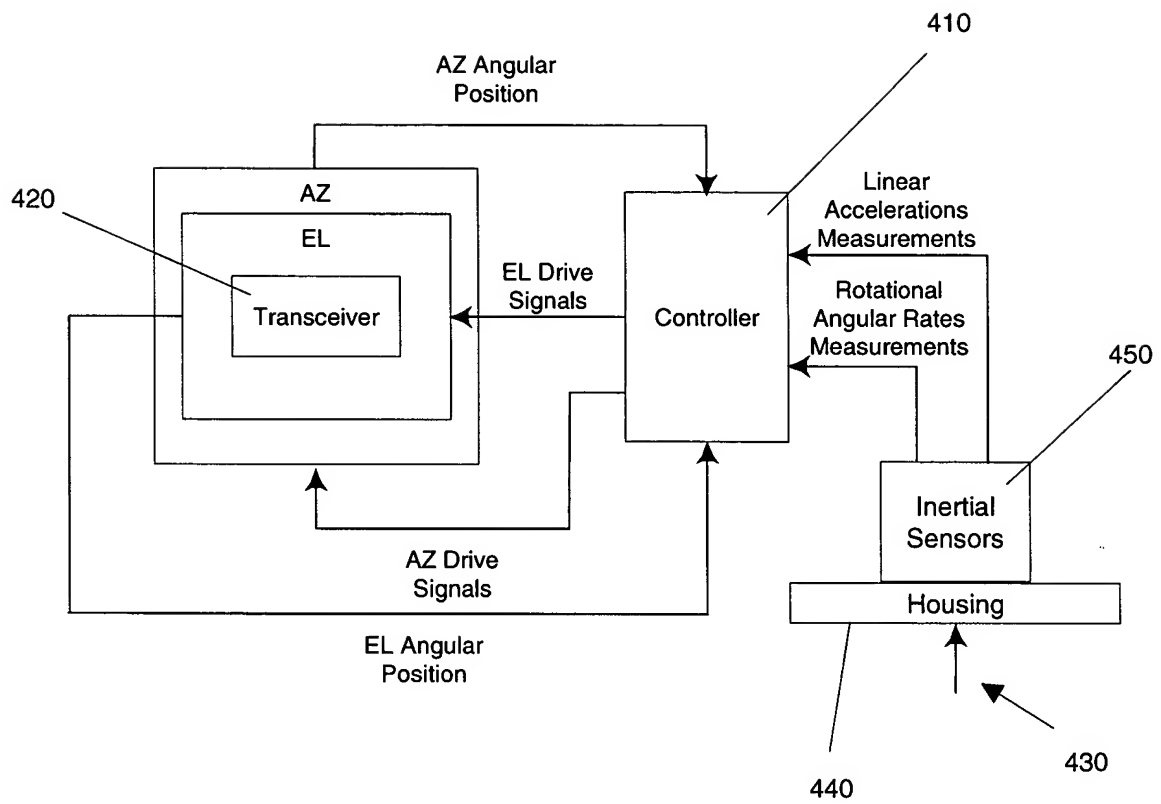 410
AZ Angular
Position
420
AZ
EL
Transceiver
EL Drive
Signals
Controller
Linear
Accelerations
Measurements
Rotational
Angular Rates
Measurements
450
Inertial
Sensors
Housing
AZ Drive
Signals
EL Angular
Position
430
440